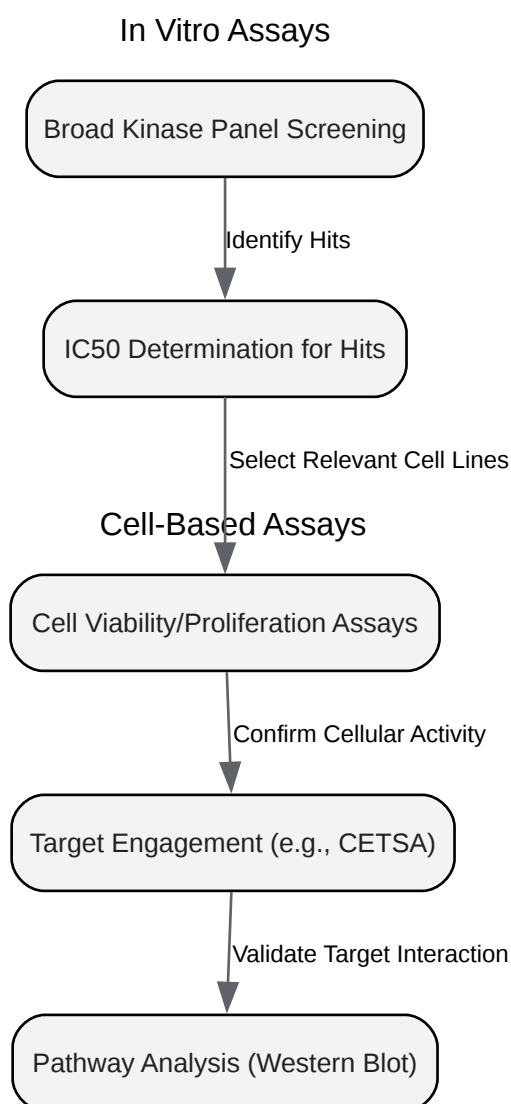 In Vitro Assays
Broad Kinase Panel Screening
Identify Hits
IC50 Determination for Hits
Select Relevant Cell Lines
Cell-Based Assays
Cell Viability/Proliferation Assays
Confirm Cellular Activity
Target Engagement (e.g., CETSA)
Validate Target Interaction
Pathway Analysis (Western Blot)